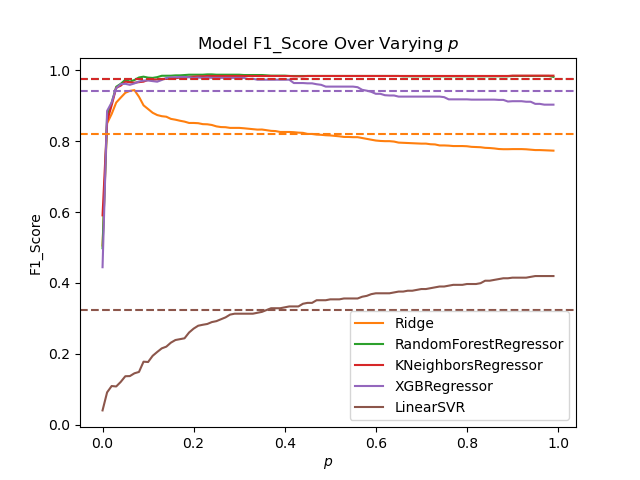 Model F1_Score Over Varying p
F1_Score
1.0
0.8
0.6
0.4
0.2
0.0
0.0 0.2 0.4 0.6 0.8 1.0
p
Ridge
RandomForestRegressor
KNeighborsRegressor
XGBRegressor
LinearSVR